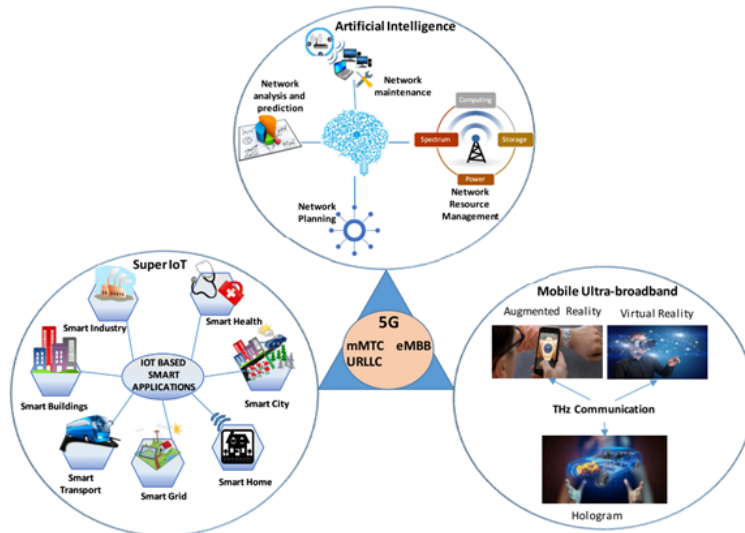 Artificial Intelligence
Network
analysis and
prediction
Network
maintenance
Computing
Spectrum
Storage
Power
Network
Resource
Management
Network
Planning
Super IoT
Smart Industry
Smart Health
IOT BASED
SMART
APPLICATIONS
Smart Buildings
Smart City
Smart
Transport
Smart Grid
Smart Home
5G
mMTC eMBB
URLLC
Mobile Ultra-broadband
Augmented Reality
Virtual Reality
THz Communication
Hologram